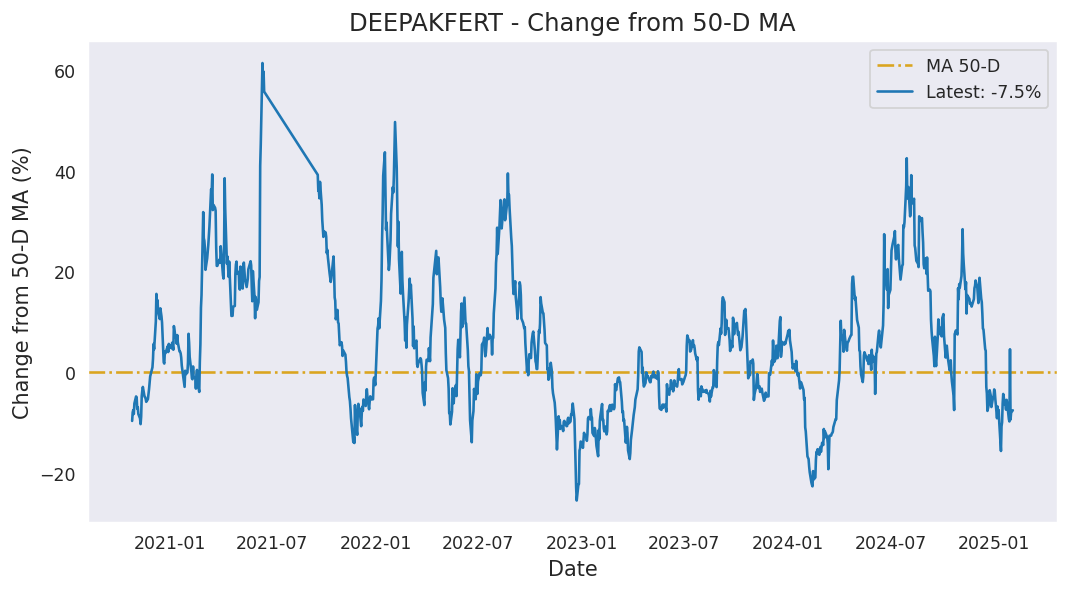 DEEPAKFERT - Change from 50-D MA
MA 50-D
Latest: -7.5%
Change from 50-D MA (%)
60
40
20
0
−20
2021-01 2021-07 2022-01 2022-07 2023-01 2023-07 2024-01 2024-07 2025-01
Date